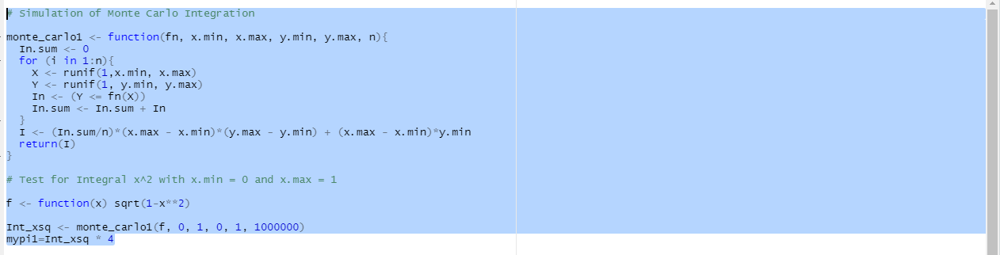 # Simulation of Monte Carlo Integration
monte_carlo1 <- function(fn, x.min, x.max, y.min, y.max, n){
In.sum <- 0
for (i in 1:n){
X <- runif(1,x.min, x.max)
Y <- runif(1, y.min, y.max)
In <- (Y <= fn(X))
In.sum <- In.sum + In
}
I <- (In.sum/n)*(x.max - x.min)*(y.max - y.min) + (x.max - x.min)*y.min
return(I)
}
# Test for Integral x^2 with x.min = 0 and x.max = 1
f <- function(x) sqrt(1-x**2)
Int_xsq <- monte_carlo1(f, 0, 1, 0, 1, 1000000)
mypi1=Int_xsq * 4